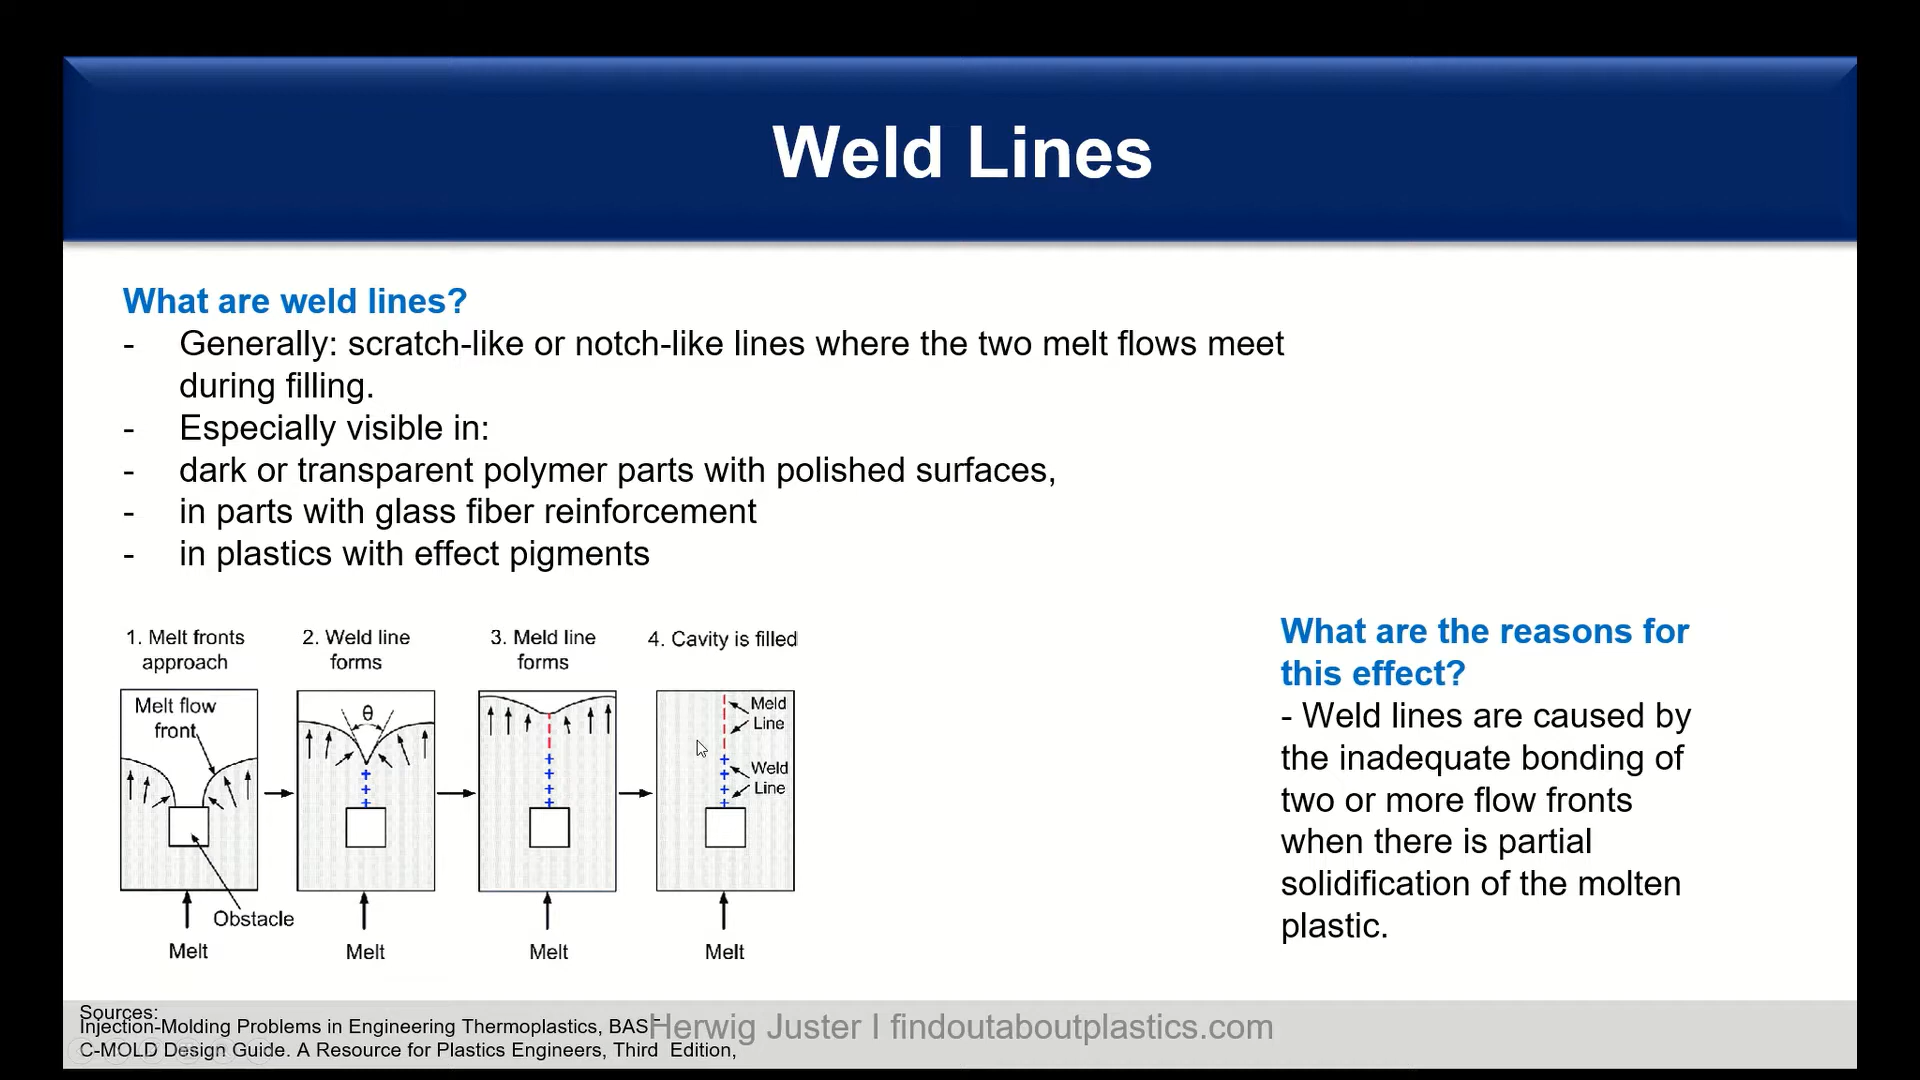 Weld Lines
What are weld lines?
- Generally: scratch-like or notch-like lines where the two melt flows meet
during filling.
- Especially visible in:
- dark or transparent polymer parts with polished surfaces,
- in parts with glass fiber reinforcement
- in plastics with effect pigments
1. Melt fronts
approach
2. Weld line
forms
3. Meld line
forms
4. Cavity is filled
Melt flow
front
θ
Meld
Line
Weld
Line
Obstacle
Melt
Melt
Melt
Melt
What are the reasons for
this effect?
- Weld lines are caused by
the inadequate bonding of
two or more flow fronts
when there is partial
solidification of the molten
plastic.
Sources:
Injection-Molding Problems in Engineering Thermoplastics, BASF
C-MOLD Design Guide. A Resource for Plastics Engineers, Third Edition,
Herwig Juster I findoutaboutplastics.com